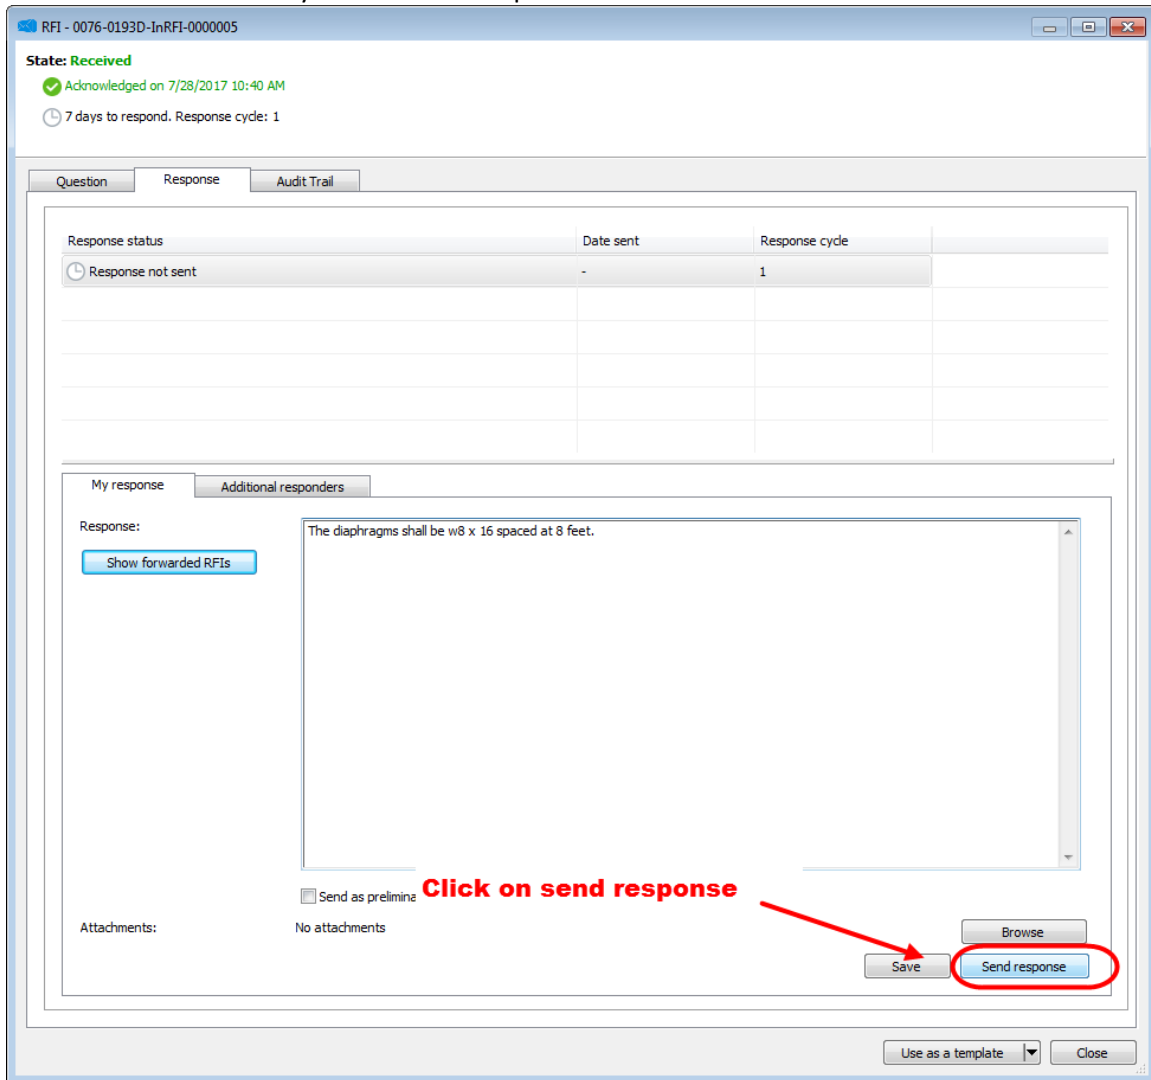 RFI - 0076-0193D-InRFI-0000005
State: Received
Acknowledged on 7/28/2017 10:40 AM
7 days to respond. Response cycle: 1
Question Response Audit Trail
Response status Date sent Response cycle
Response not sent - 1
My response Additional responders
Response:
The diaphragms shall be w8 x 16 spaced at 8 feet.
Show forwarded RFIs
Send as prelimina
Click on send response
Attachments: No attachments
Browse
Save Send response
Use as a template Close